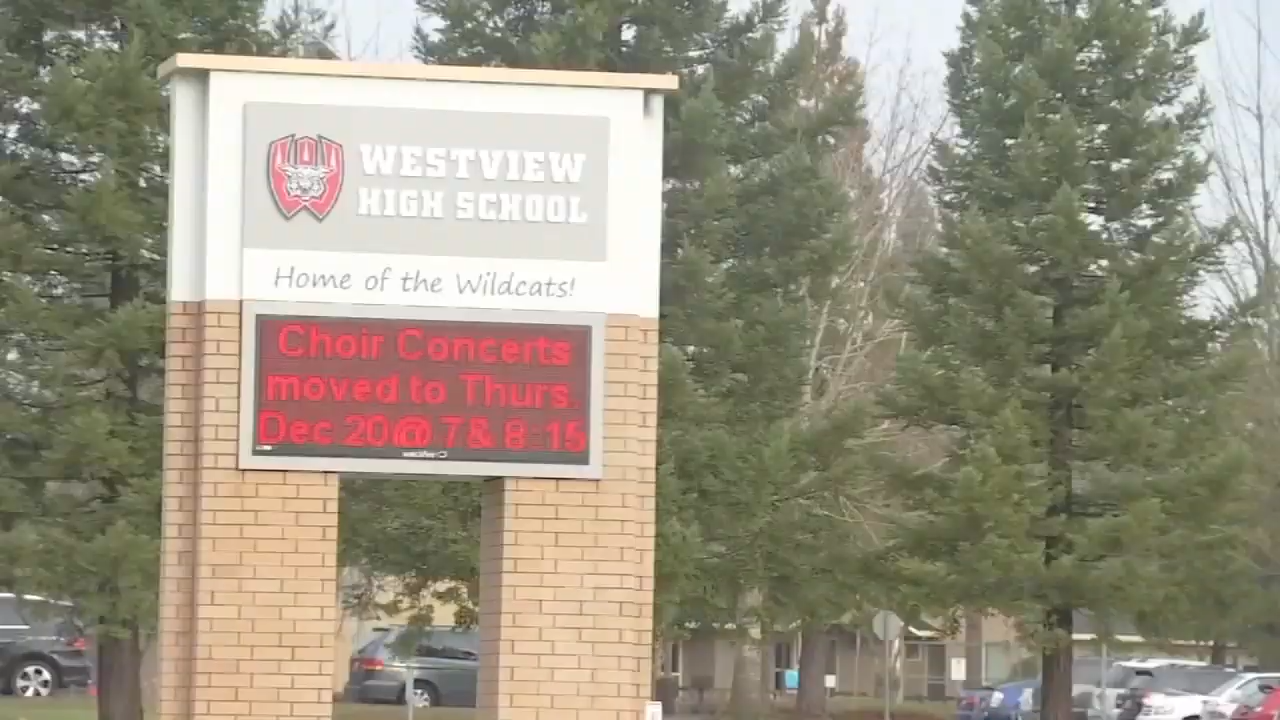 WESTVIEW
HIGH SCHOOL
Home of the Wildcats!
Choir Concerts
moved to Thurs.
Dec 20@ 7& 8:15